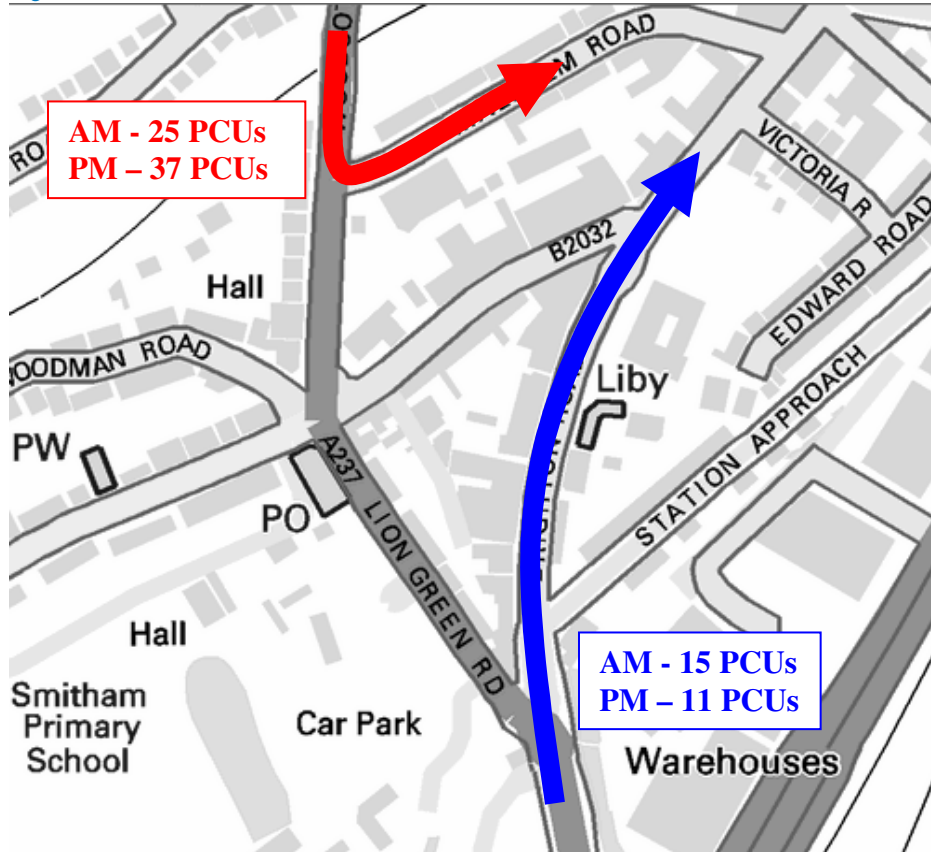 AM - 25 PCUs
PM – 37 PCUs
ROAD
VICTORIA R
B2032
EDWARD ROAD
Hall
WOODMAN ROAD
Liby
STATION APPROACH
PW
A237 LION GREEN RD
PO
Hall
AM - 15 PCUs
PM – 11 PCUs
Smitham
Primary
School
Car Park
Warehouses